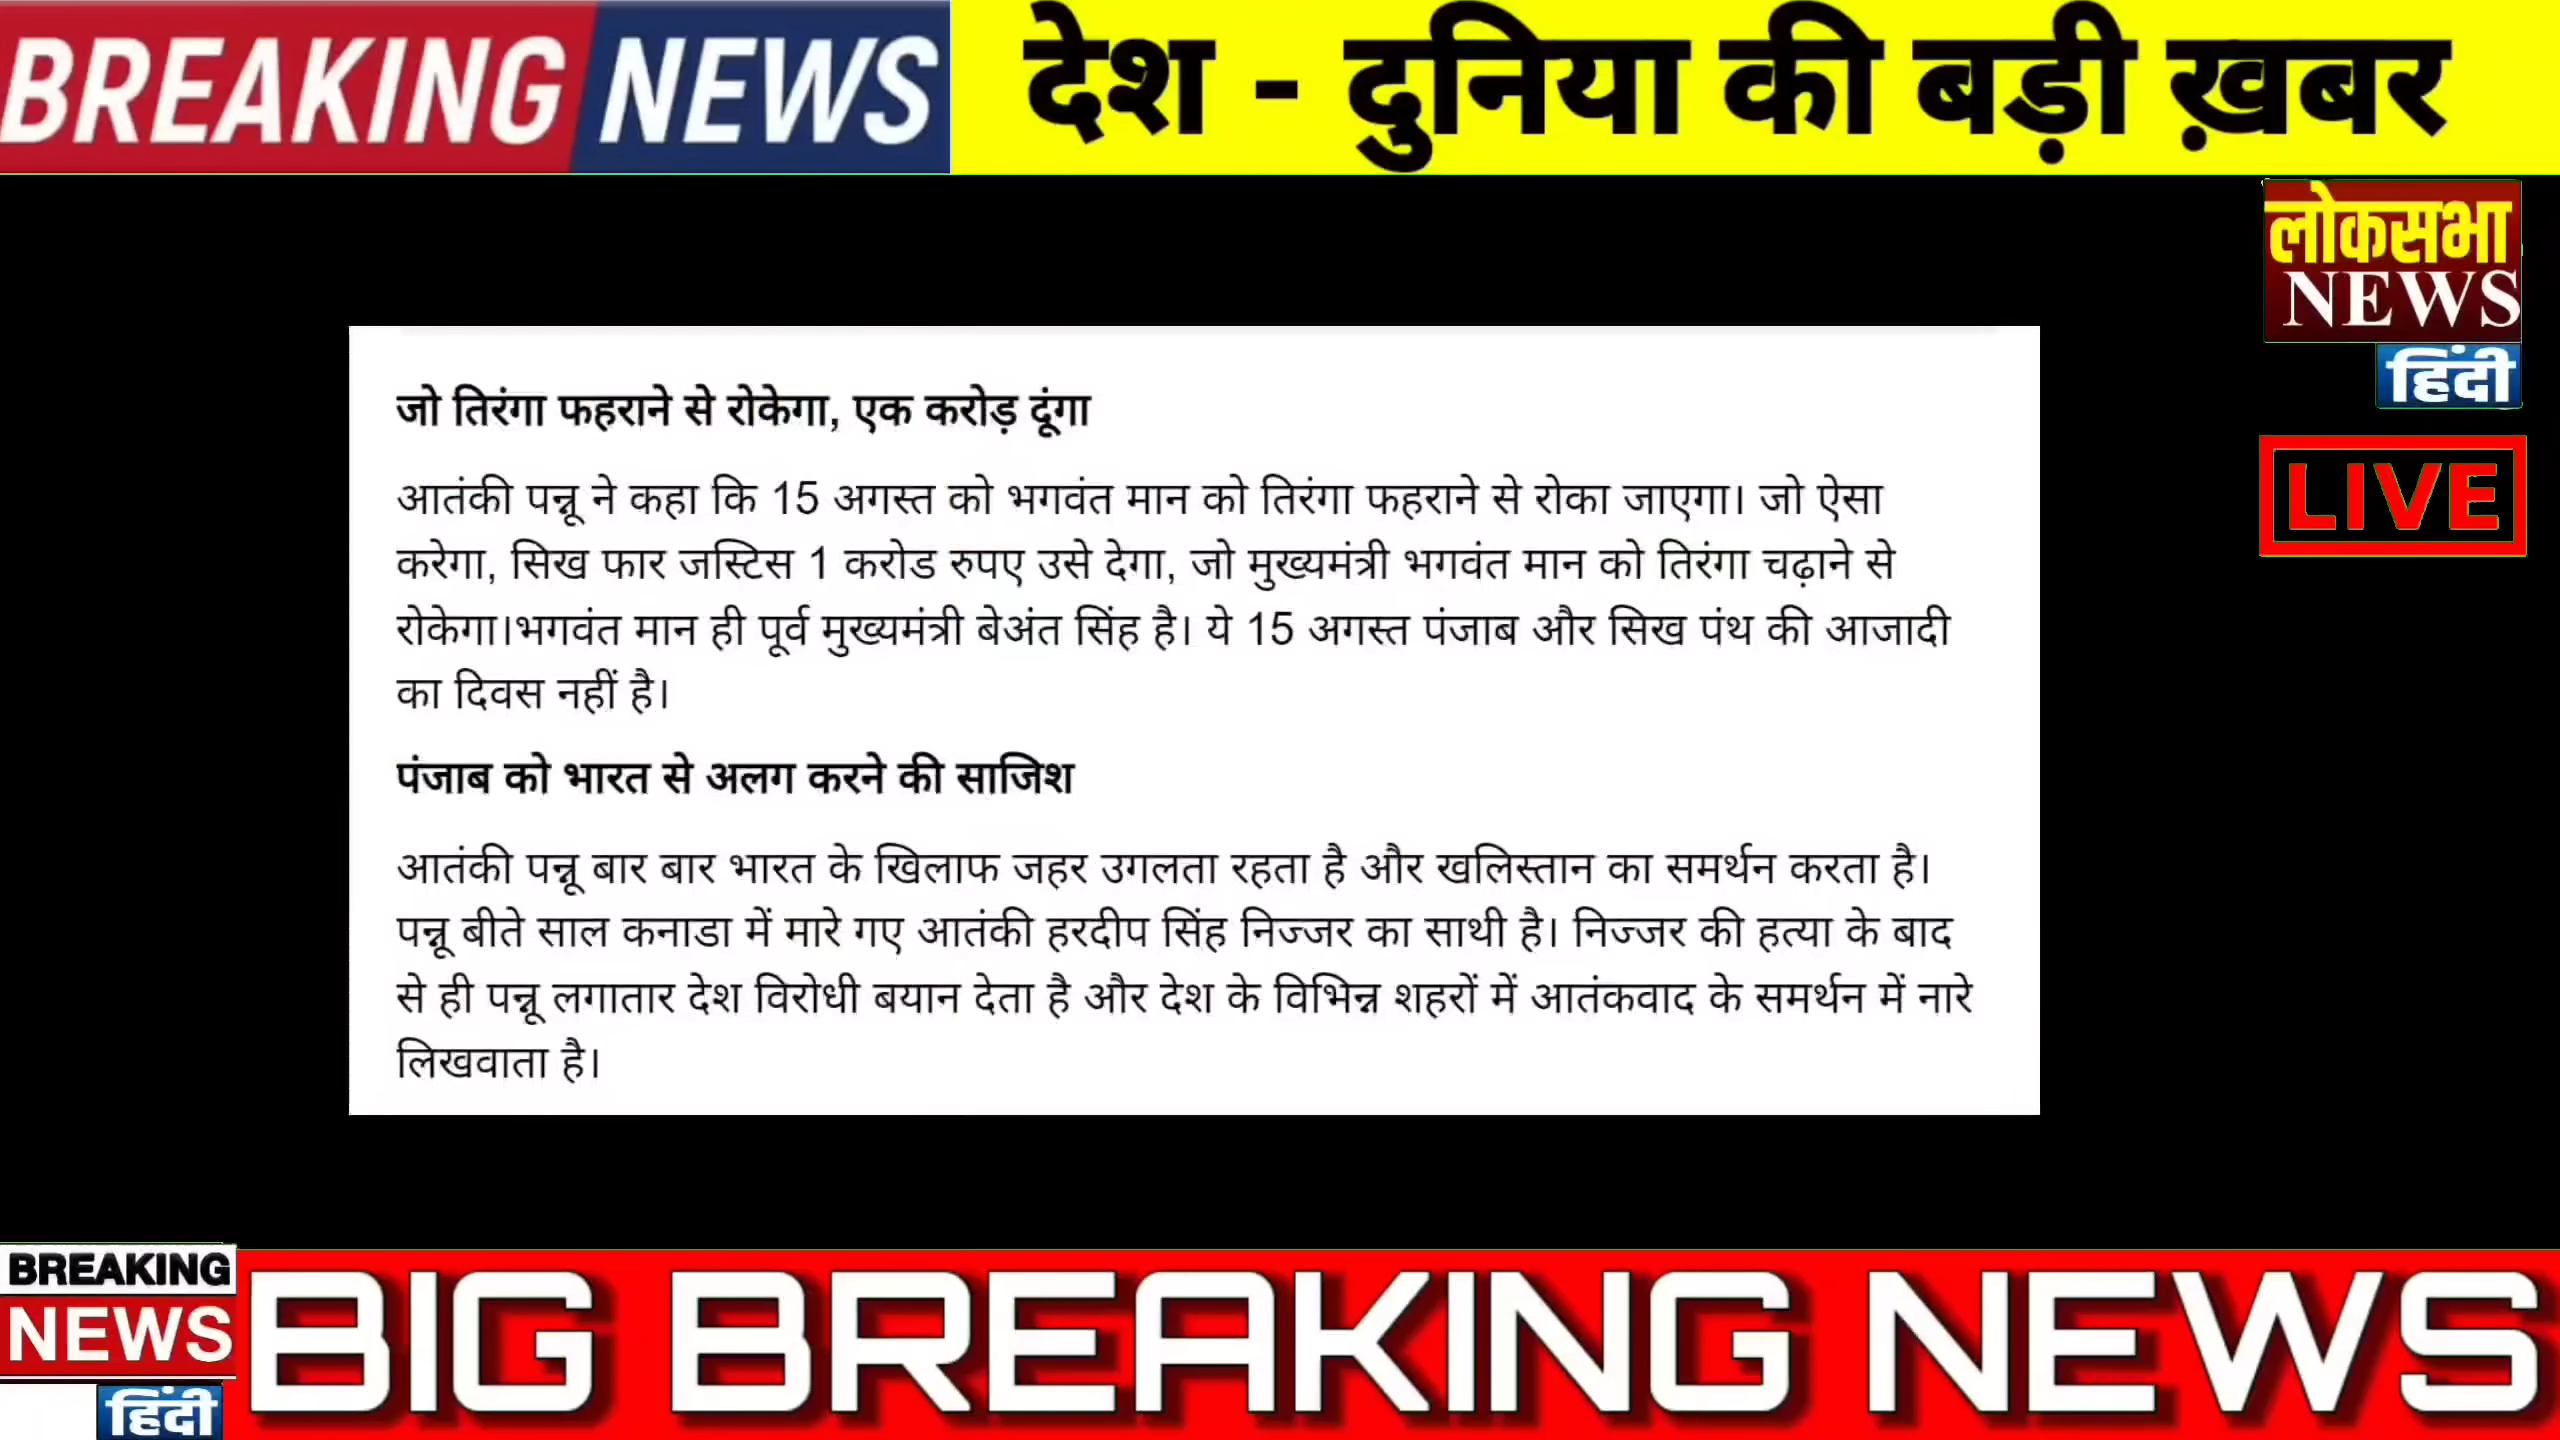 BREAKING NEWS
देश - दुनिया की बड़ी ख़बर
लोकसभा
NEWS
हिंदी
LIVE
जो तिरंगा फहराने से रोकेगा, एक करोड़ दूंगा
आतंकी पन्नू ने कहा कि 15 अगस्त को भगवंत मान को तिरंगा फहराने से रोका जाएगा। जो ऐसा
करेगा, सिख फार जस्टिस 1 करोड रुपए उसे देगा, जो मुख्यमंत्री भगवंत मान को तिरंगा चढ़ाने से
रोकेगा।भगवंत मान ही पूर्व मुख्यमंत्री बेअंत सिंह है। ये 15 अगस्त पंजाब और सिख पंथ की आजादी
का दिवस नहीं है।
पंजाब को भारत से अलग करने की साजिश
आतंकी पन्नू बार बार भारत के खिलाफ जहर उगलता रहता है और खलिस्तान का समर्थन करता है।
पन्नू बीते साल कनाडा में मारे गए आतंकी हरदीप सिंह निज्जर का साथी है। निज्जर की हत्या के बाद
से ही पन्नू लगातार देश विरोधी बयान देता है और देश के विभिन्न शहरों में आतंकवाद के समर्थन में नारे
लिखवाता है।
BREAKING
NEWS
हिंदी
BIG BREAKING NEWS